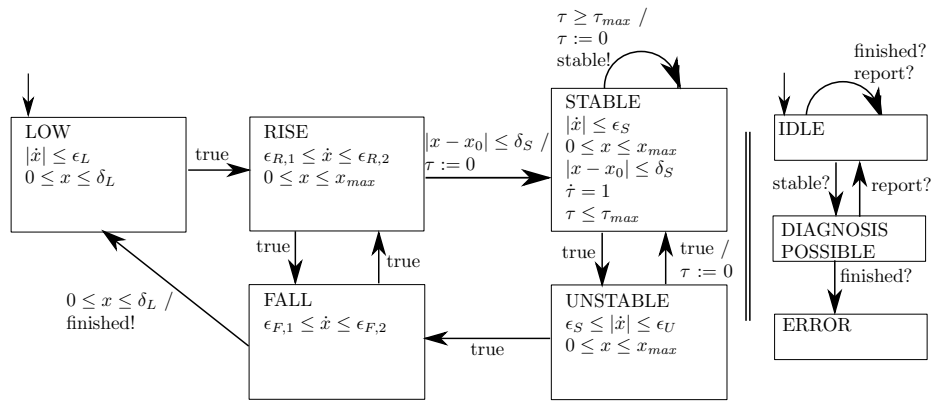 τ ≥ τ_max /
τ := 0
stable!
finished?
report?
LOW
|ẋ| ≤ ϵ_L
0 ≤ x ≤ δ_L
true
RISE
ϵ_{R,1} ≤ ẋ ≤ ϵ_{R,2}
0 ≤ x ≤ x_max
|x − x_0| ≤ δ_S /
τ := 0
STABLE
|ẋ| ≤ ϵ_S
0 ≤ x ≤ x_max
|x − x_0| ≤ δ_S
τ̇ = 1
τ ≤ τ_max
IDLE
stable?
report?
DIAGNOSIS
POSSIBLE
finished?
ERROR
true
true
true
true /
τ := 0
0 ≤ x ≤ δ_L /
finished!
FALL
ϵ_{F,1} ≤ ẋ ≤ ϵ_{F,2}
true
UNSTABLE
ϵ_S ≤ |ẋ| ≤ ϵ_U
0 ≤ x ≤ x_max